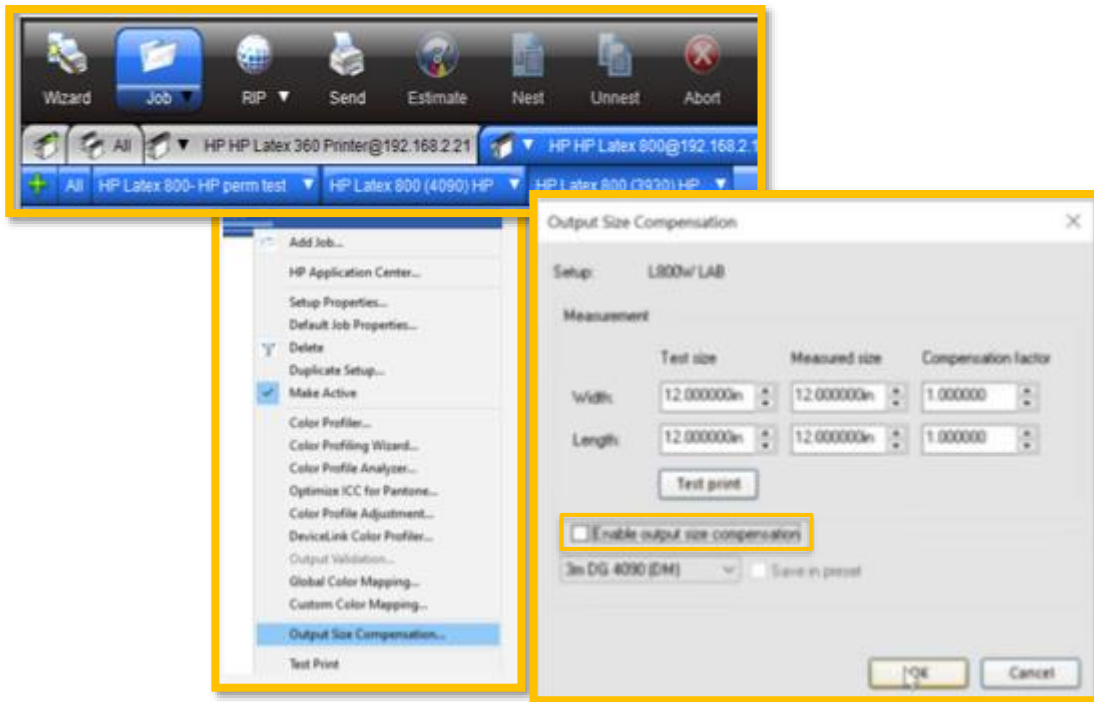 Wizard Job RIP Send Estimate Nest Unnest Abort
All HP HP Latex 360 Printer@192.168.2.21 HP HP Latex 800@192.168.2.1
All HP Latex 800- HP perm test HP Latex 800 (4090) HP HP Latex 800 (3930) HP
Add Job...
HP Application Center...
Setup Properties...
Default Job Properties...
Delete
Duplicate Setup...
Make Active
Color Profiler...
Color Profiling Wizard...
Color Profile Analyzer...
Optimize ICC for Pantone...
Color Profile Adjustment...
DeviceLink Color Profiler...
Output Validation...
Global Color Mapping...
Custom Color Mapping...
Output Size Compensation...
Test Print
Output Size Compensation
Setup: L800W LAB
Measurement
Test size Measured size Compensation factor
Width: 12.000000in 12.000000in 1.000000
Length: 12.000000in 12.000000in 1.000000
Test print
Enable output size compensation
3m DG 4090 (DM) Save in preset
OK Cancel